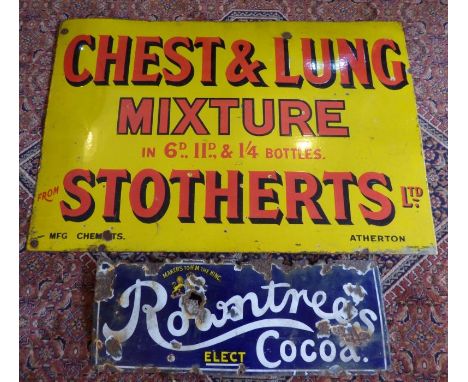 CHEST & LUNG
MIXTURE
IN 6D. 11D. & 1/4 BOTTLES.
FROM STOTHERTS LTD.
MFG CHEMISTS. ATHERTON
MAKERS TO H.M. THE KING
Rowntree's
ELECT Cocoa.